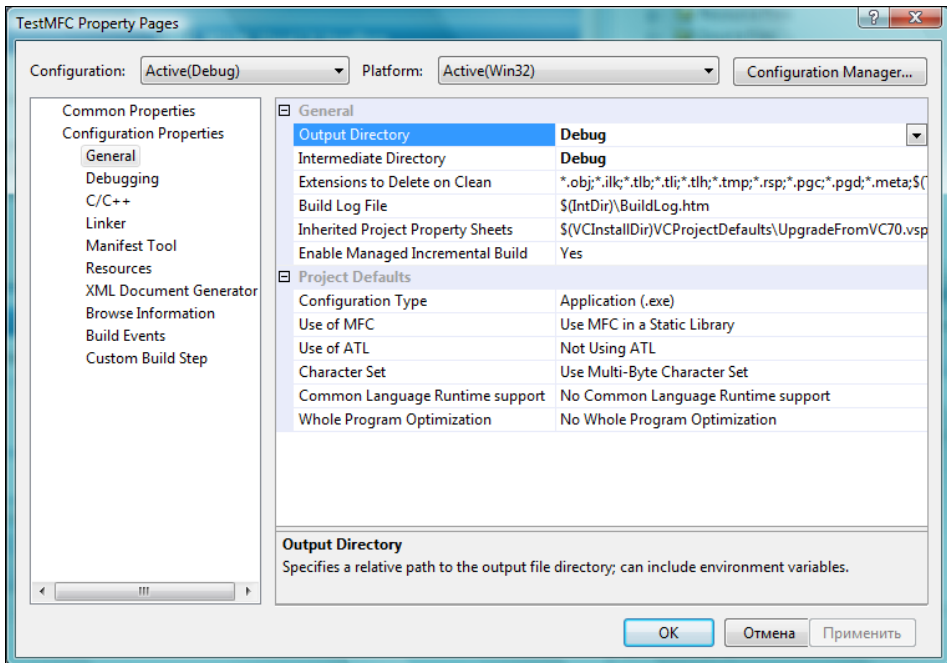 TestMFC Property Pages
Configuration: Active(Debug) Platform: Active(Win32) Configuration Manager...
Common Properties
Configuration Properties
General
Debugging
C/C++
Linker
Manifest Tool
Resources
XML Document Generator
Browse Information
Build Events
Custom Build Step
General
Output Directory Debug
Intermediate Directory Debug
Extensions to Delete on Clean *.obj;*.ilk;*.tlb;*.tli;*.tlh;*.tmp;*.rsp;*.pgc;*.pgd;*.meta;$(
Build Log File $(IntDir)\BuildLog.htm
Inherited Project Property Sheets $(VCInstallDir)VCProjectDefaults\UpgradeFromVC70.vsp
Enable Managed Incremental Build Yes
Project Defaults
Configuration Type Application (.exe)
Use of MFC Use MFC in a Static Library
Use of ATL Not Using ATL
Character Set Use Multi-Byte Character Set
Common Language Runtime support No Common Language Runtime support
Whole Program Optimization No Whole Program Optimization
Output Directory
Specifies a relative path to the output file directory; can include environment variables.
OK Отмена Применить